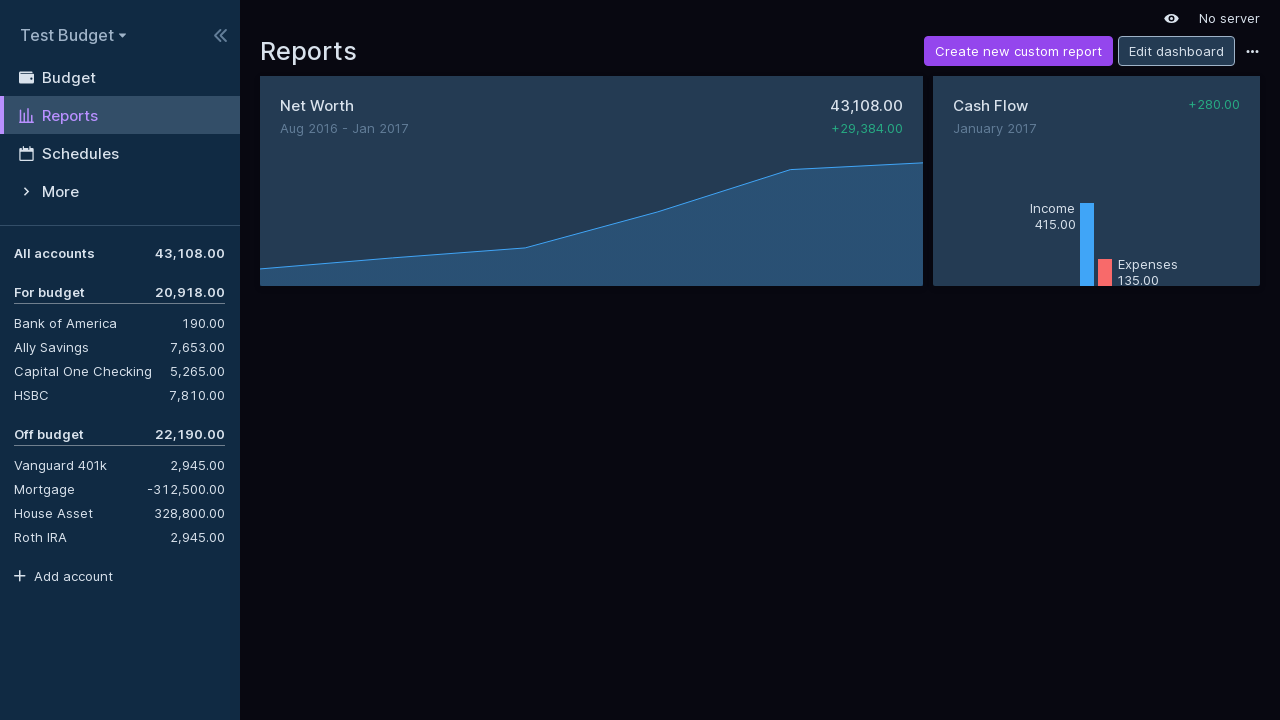 Test Budget
Budget
Reports
Schedules
More
All accounts 43,108.00
For budget 20,918.00
Bank of America 190.00
Ally Savings 7,653.00
Capital One Checking 5,265.00
HSBC 7,810.00
Off budget 22,190.00
Vanguard 401k 2,945.00
Mortgage -312,500.00
House Asset 328,800.00
Roth IRA 2,945.00
Add account
No server
Reports
Create new custom report
Edit dashboard
Net Worth 43,108.00
Aug 2016 - Jan 2017 +29,384.00
Cash Flow +280.00
January 2017
Income
415.00
Expenses
135.00